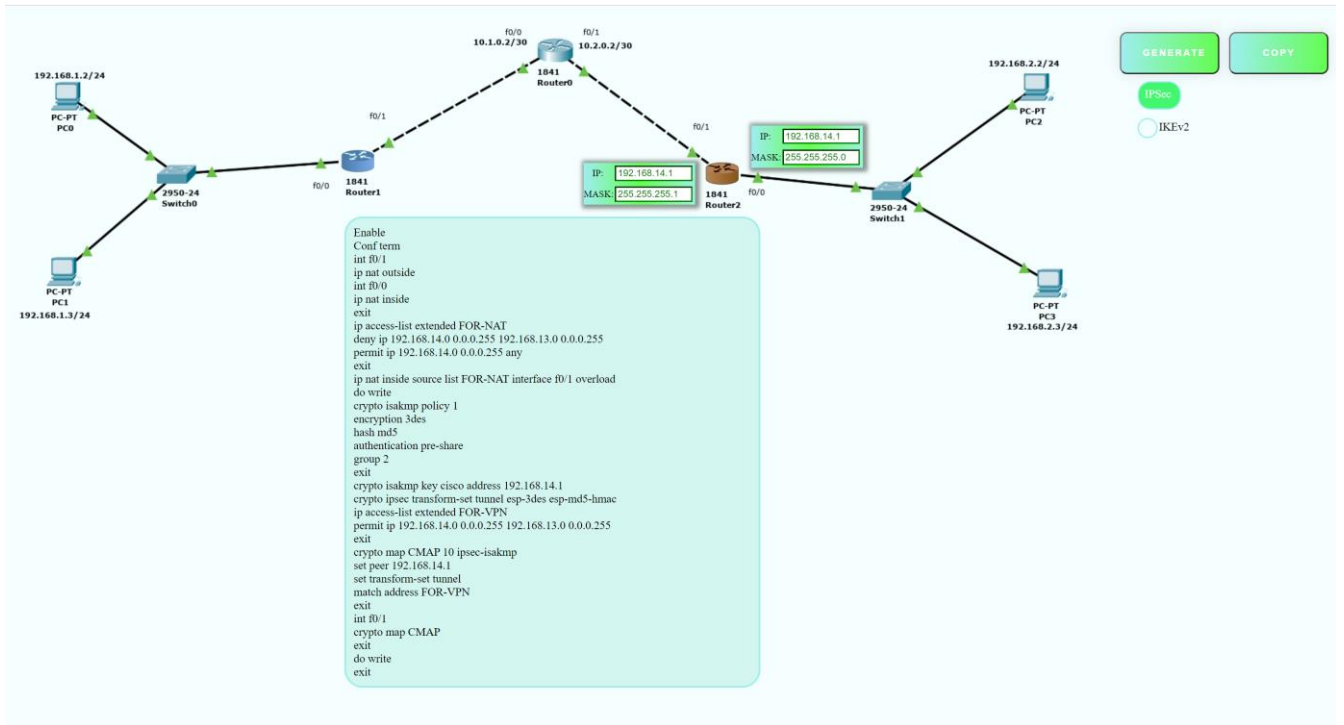 f0/0
10.1.0.2/30
f0/1
10.2.0.2/30
1841
Router0
GENERATE
COPY
IPSec
IKEv2
192.168.1.2/24
PC-PT
PC0
192.168.2.2/24
PC-PT
PC2
f0/1
f0/1
IP: 192.168.14.1
MASK: 255.255.255.0
IP: 192.168.14.1
MASK: 255.255.255.1
2950-24
Switch0
f0/0
1841
Router1
1841
Router2
f0/0
2950-24
Switch1
PC-PT
PC1
192.168.1.3/24
PC-PT
PC3
192.168.2.3/24
Enable
Conf term
int f0/1
ip nat outside
int f0/0
ip nat inside
exit
ip access-list extended FOR-NAT
deny ip 192.168.14.0 0.0.0.255 192.168.13.0 0.0.0.255
permit ip 192.168.14.0 0.0.0.255 any
exit
ip nat inside source list FOR-NAT interface f0/1 overload
do write
crypto isakmp policy 1
encryption 3des
hash md5
authentication pre-share
group 2
exit
crypto isakmp key cisco address 192.168.14.1
crypto ipsec transform-set tunnel esp-3des esp-md5-hmac
ip access-list extended FOR-VPN
permit ip 192.168.14.0 0.0.0.255 192.168.13.0 0.0.0.255
exit
crypto map CMAP 10 ipsec-isakmp
set peer 192.168.14.1
set transform-set tunnel
match address FOR-VPN
exit
int f0/1
crypto map CMAP
exit
do write
exit